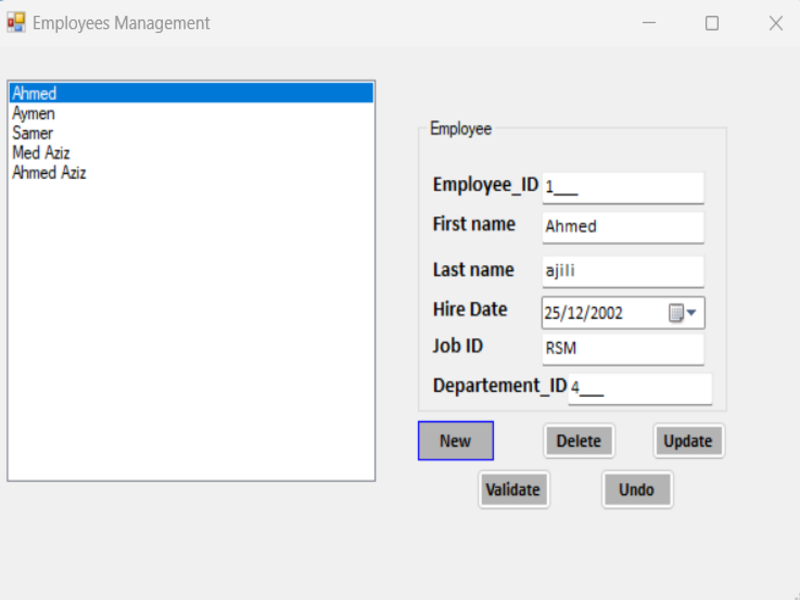 Employees Management
Ahmed
Aymen
Samer
Med Aziz
Ahmed Aziz
Employee
Employee_ID 1___
First name Ahmed
Last name ajili
Hire Date 25/12/2002
Job ID RSM
Departement_ID 4___
New Delete Update
Validate Undo